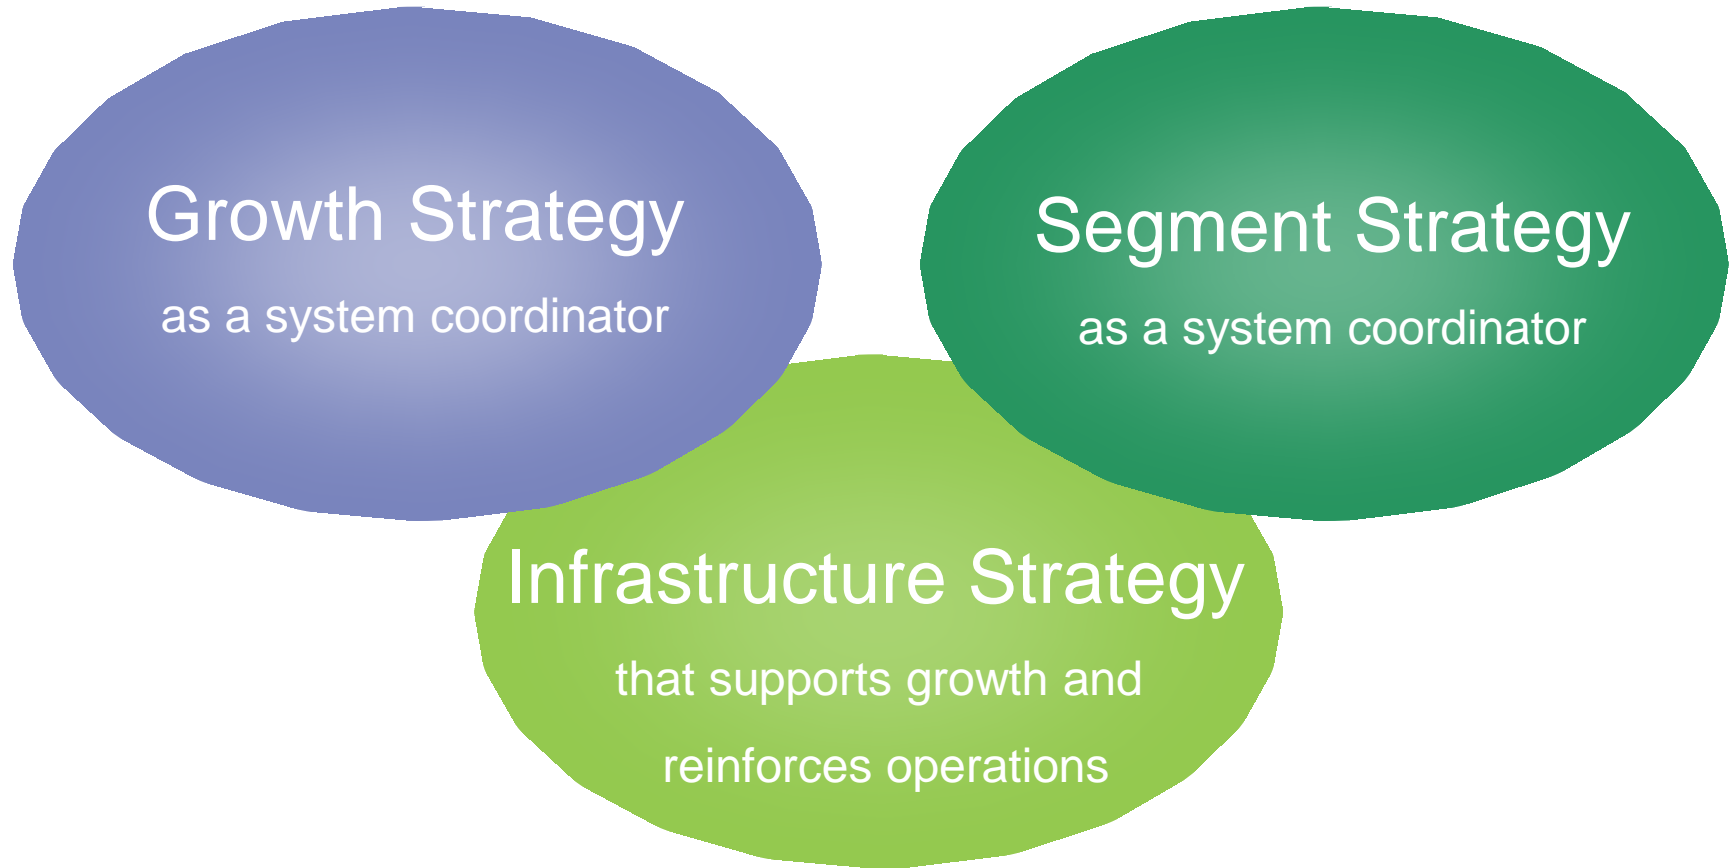 Growth Strategy
as a system coordinator
Segment Strategy
as a system coordinator
Infrastructure Strategy
that supports growth and
reinforces operations